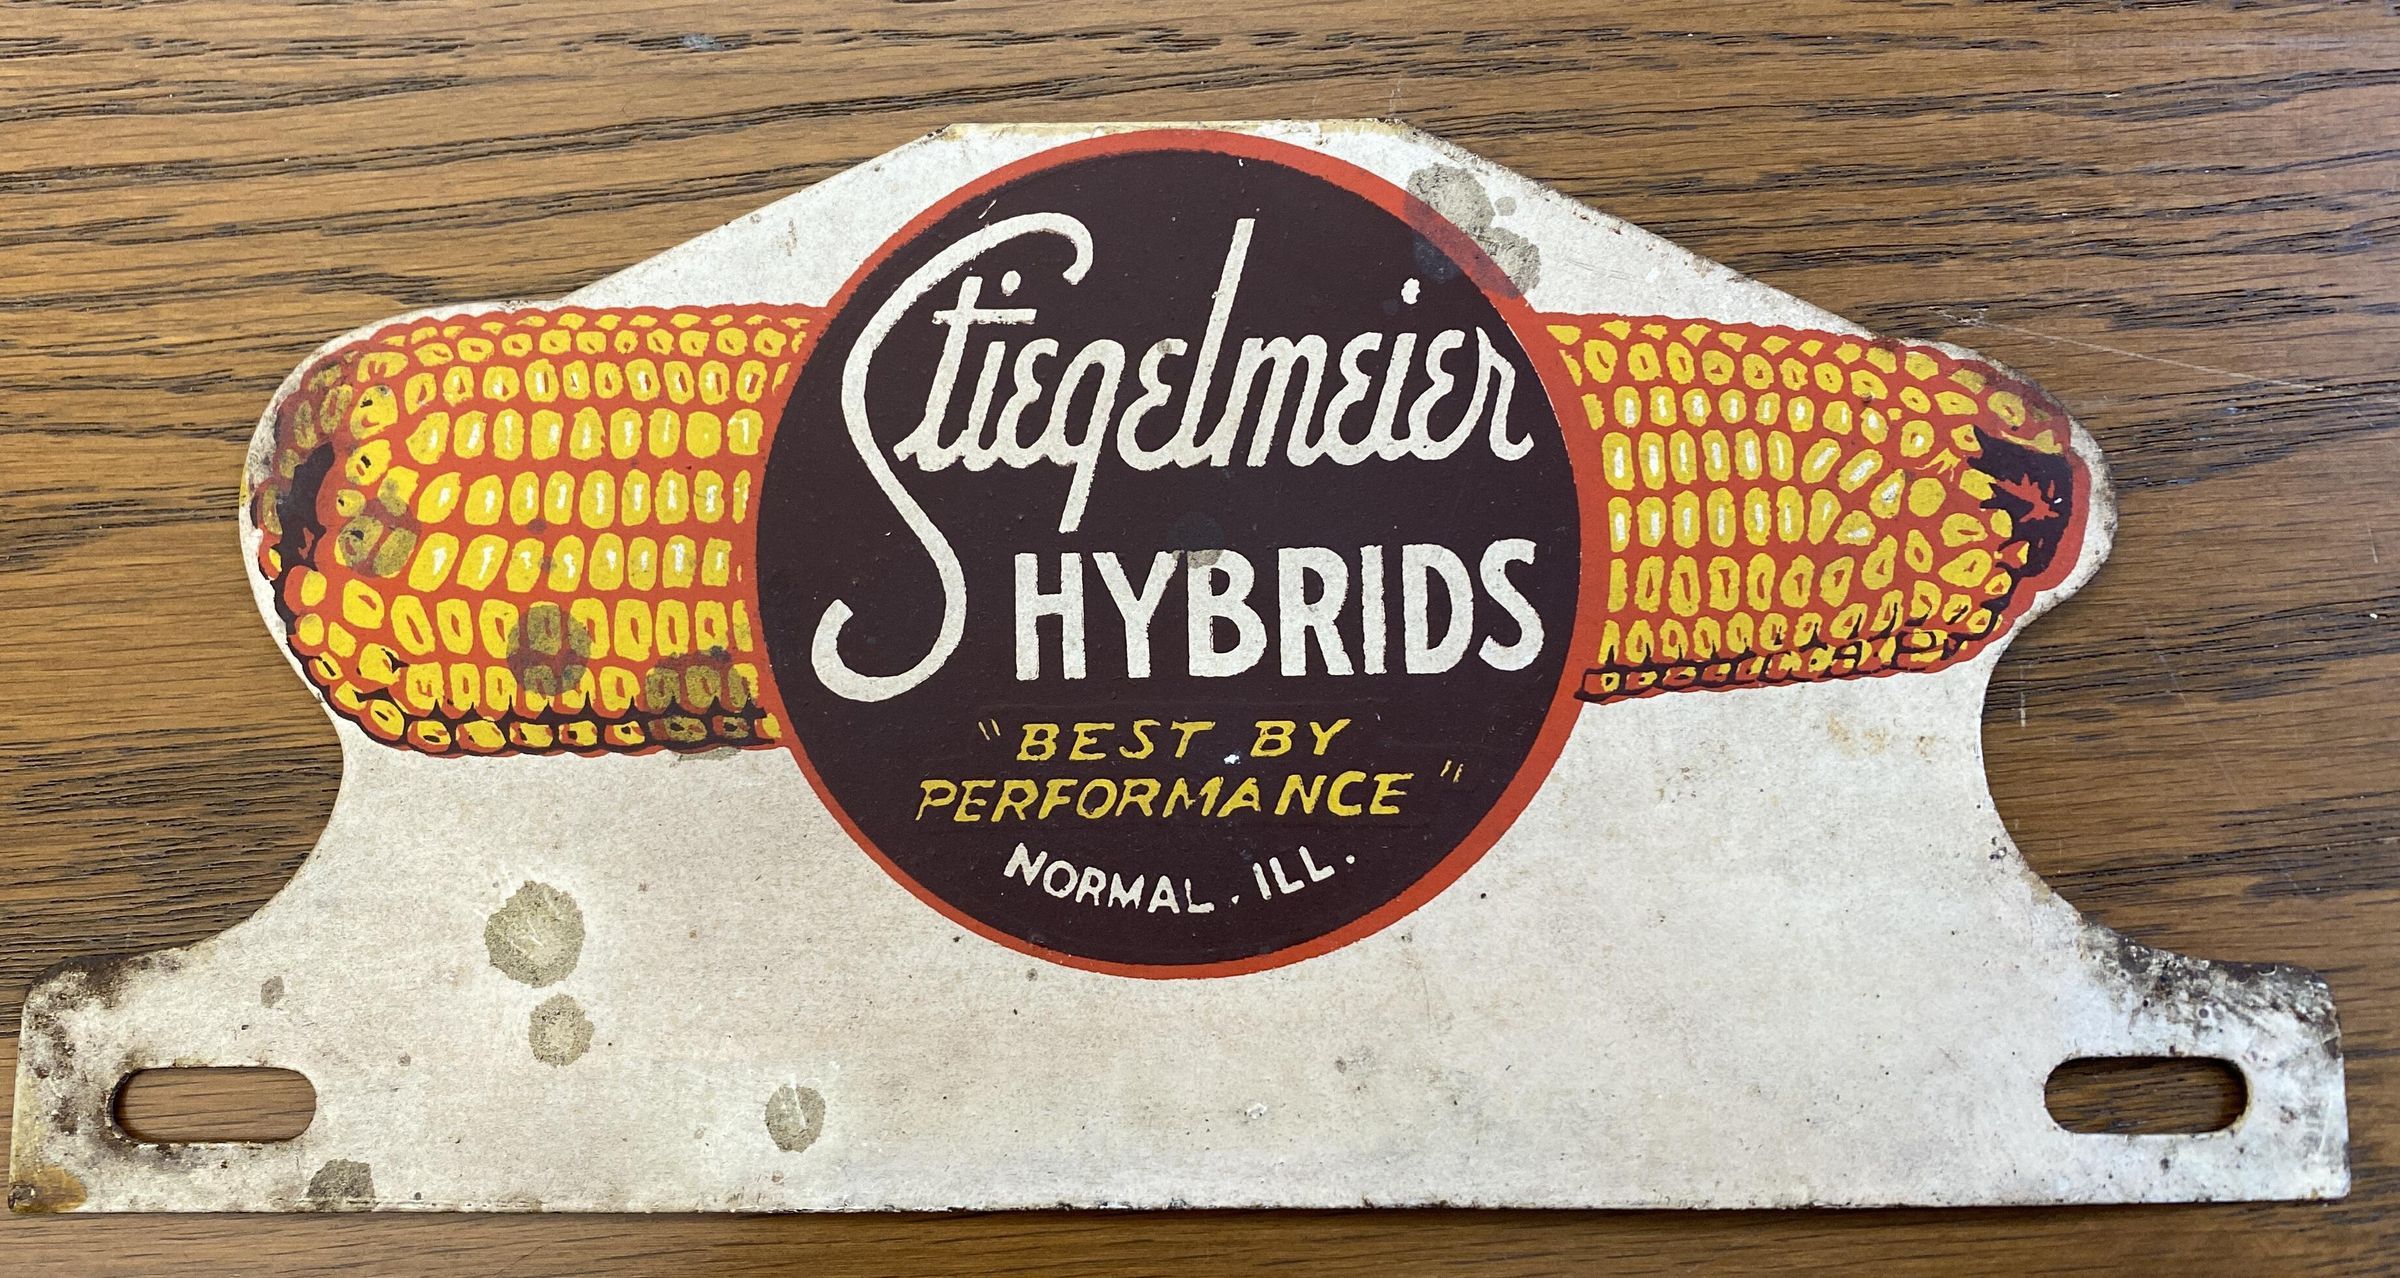 Stiegelmeier
HYBRIDS
"BEST BY
PERFORMANCE"
NORMAL. ILL.